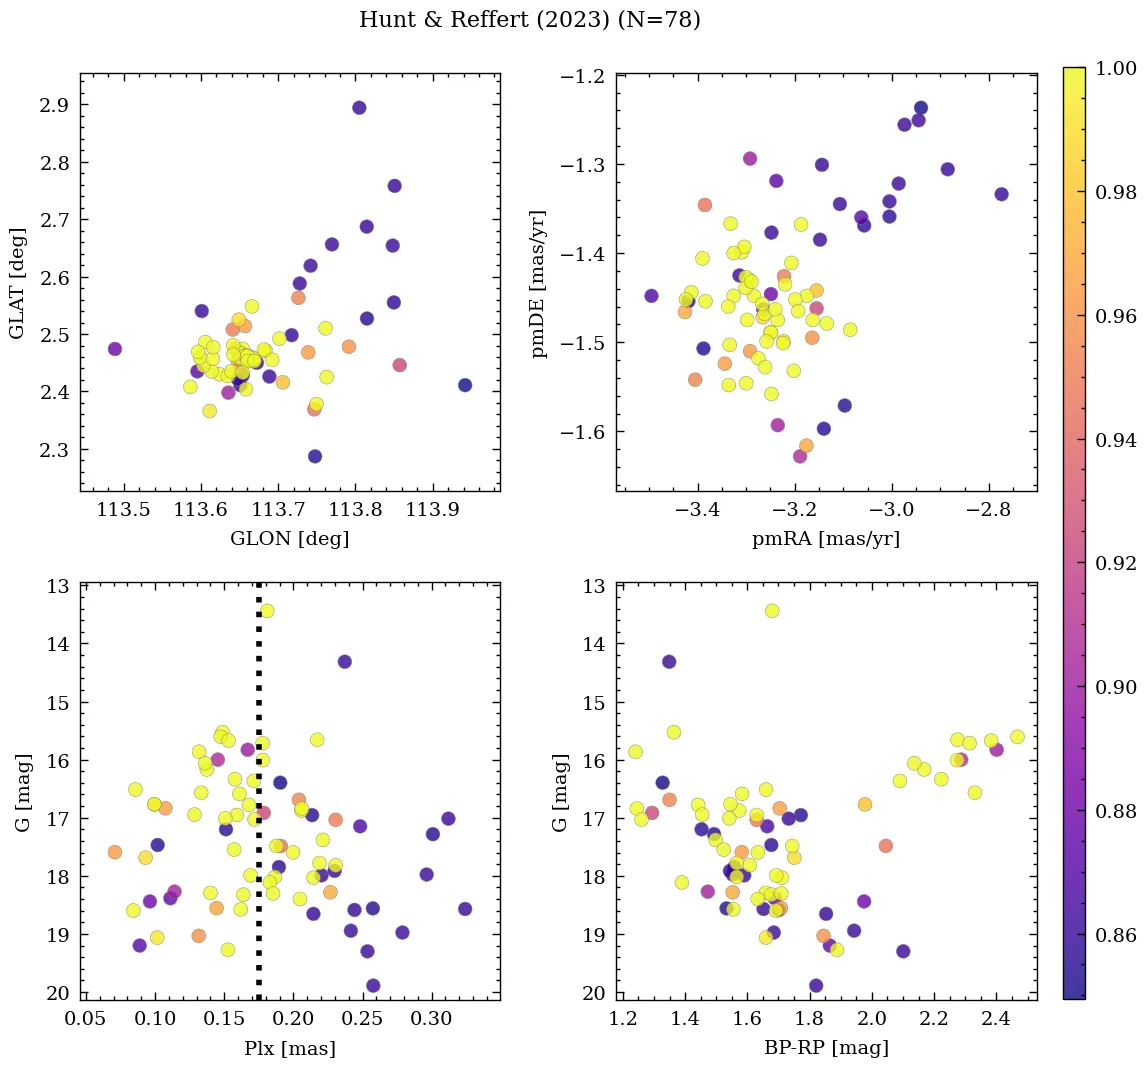 Hunt & Reffert (2023) (N=78)
2.9
2.8
2.7
2.6
2.5
2.4
2.3
GLAT [deg]
113.5 113.6 113.7 113.8 113.9
GLON [deg]
−1.2
−1.3
−1.4
−1.5
−1.6
pmDE [mas/yr]
−3.4 −3.2 −3.0 −2.8
pmRA [mas/yr]
13
14
15
16
17
18
19
20
G [mag]
0.05 0.10 0.15 0.20 0.25 0.30
Plx [mas]
13
14
15
16
17
18
19
20
G [mag]
1.2 1.4 1.6 1.8 2.0 2.2 2.4
BP-RP [mag]
1.00
0.98
0.96
0.94
0.92
0.90
0.88
0.86